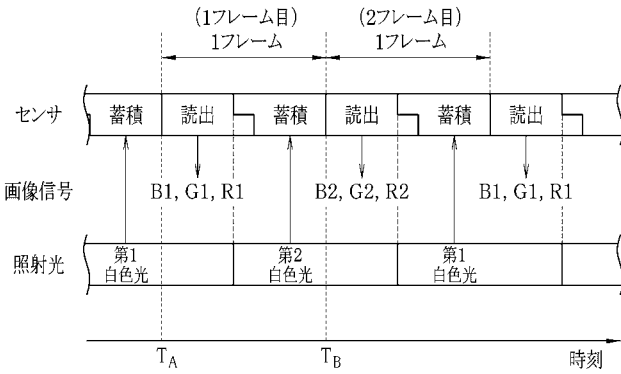 (1フレーム目) (2フレーム目)
1フレーム 1フレーム
センサ 蓄積 読出 蓄積 読出 蓄積 読出
画像信号 B1, G1, R1 B2, G2, R2 B1, G1, R1
照射光 第1 第2 第1
白色光 白色光 白色光
TA TB 時刻